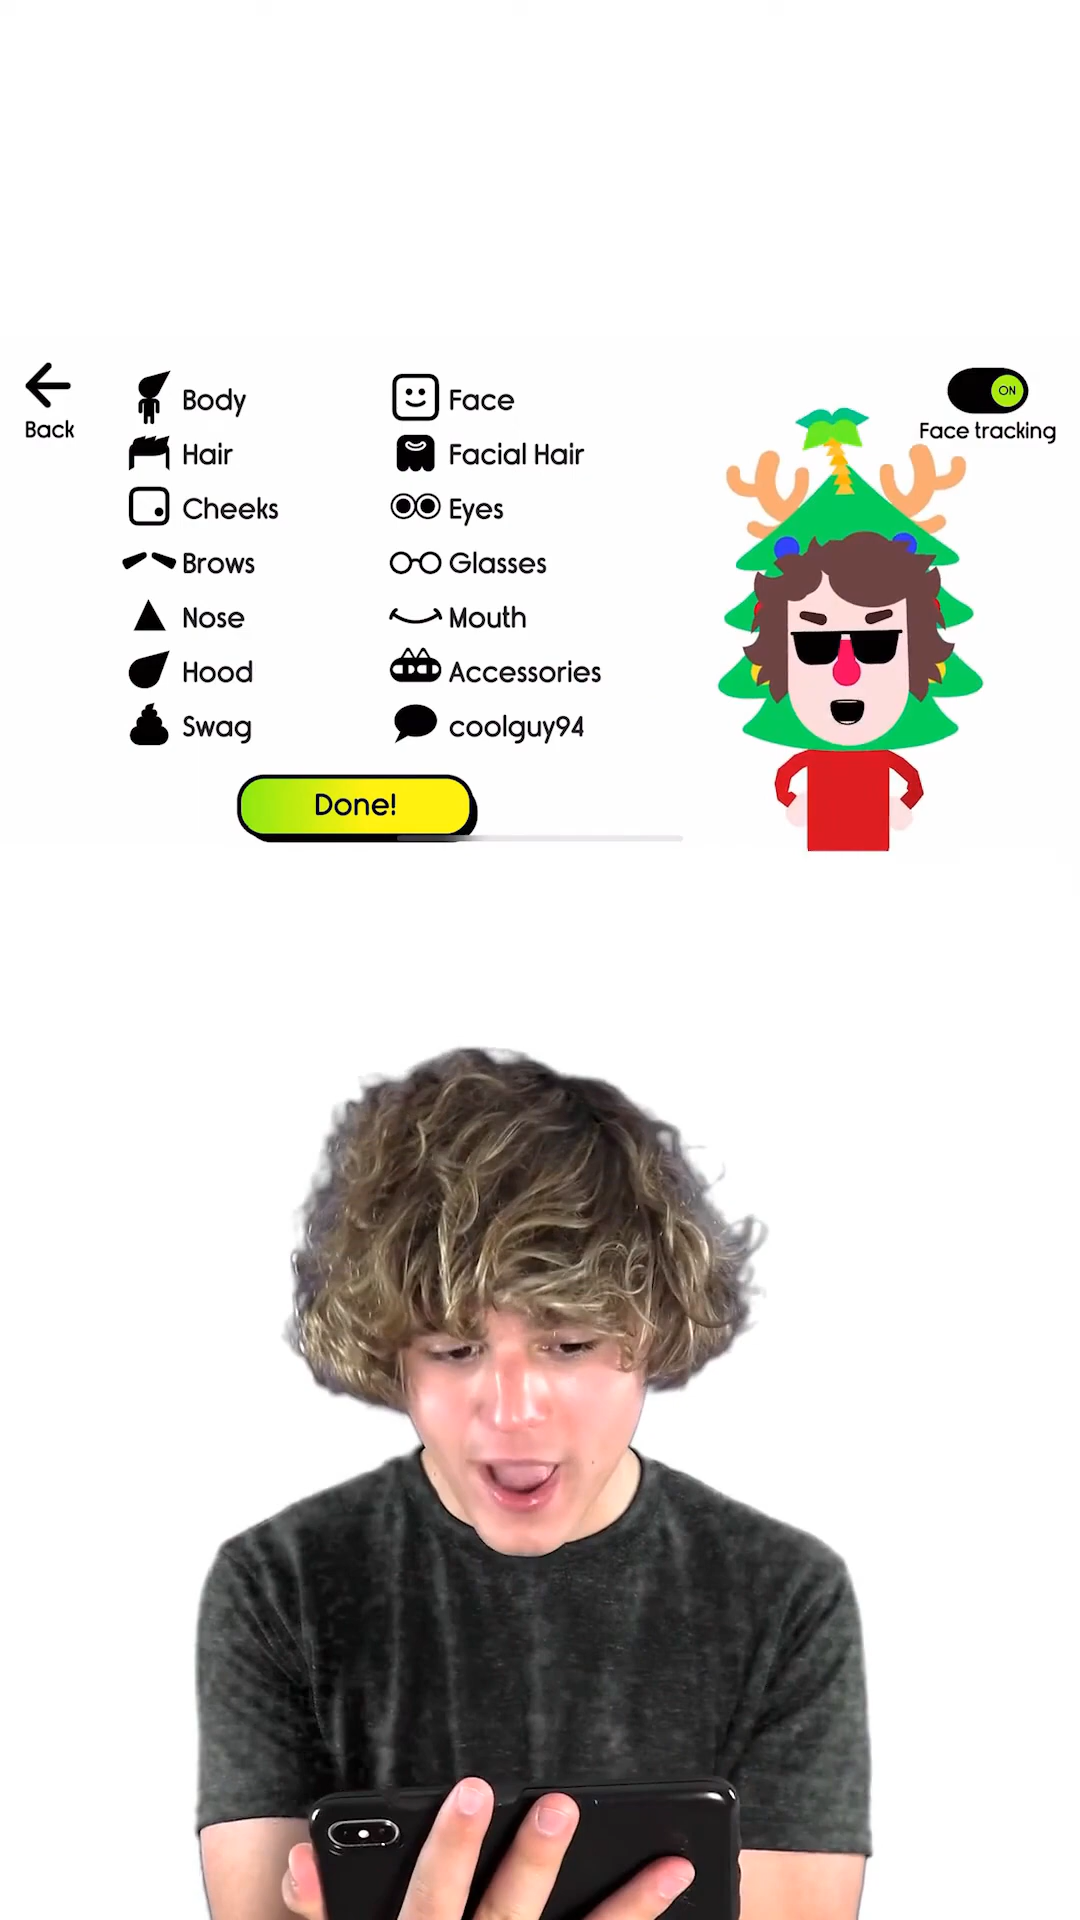 Back
Body
Face
ON
Face tracking
Hair
Facial Hair
Cheeks
Eyes
Brows
Glasses
Nose
Mouth
Hood
Accessories
Swag
coolguy94
Done!